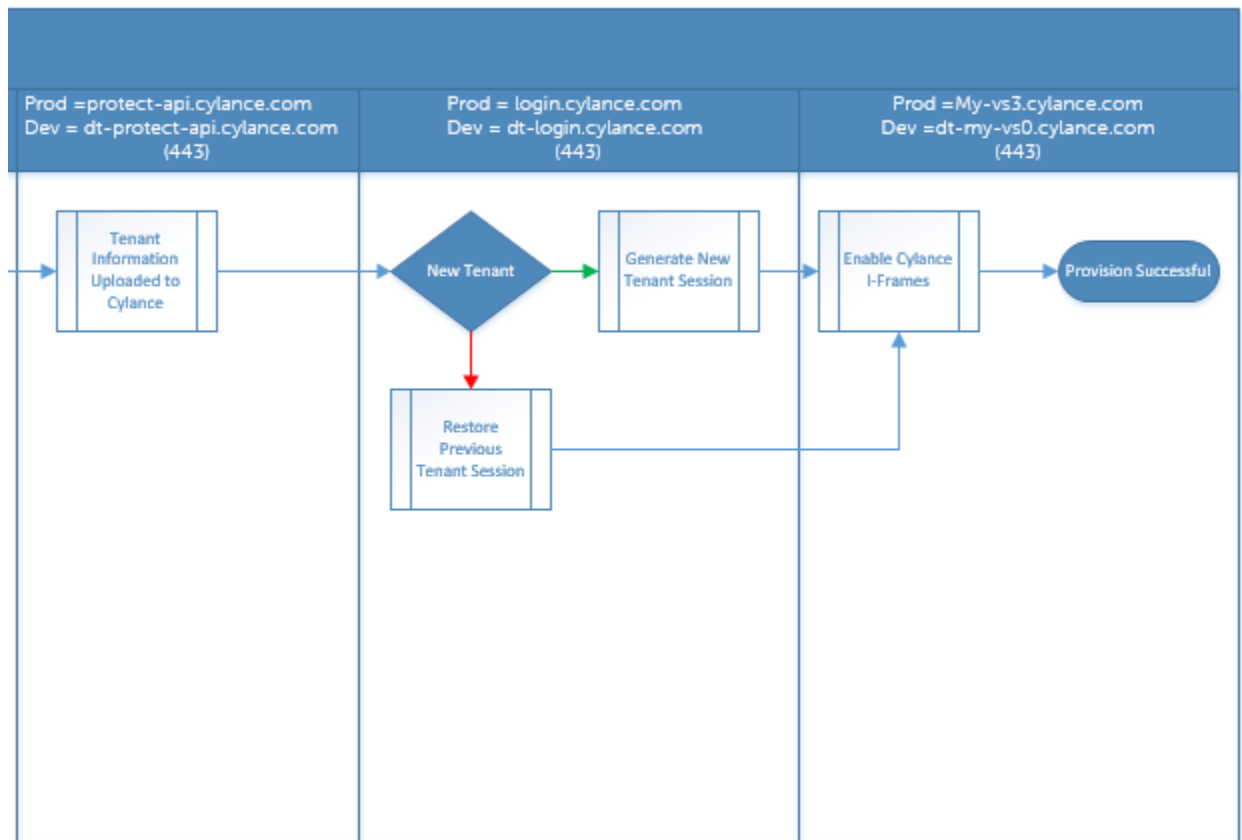 Prod =protect-api.cylance.com
Dev = dt-protect-api.cylance.com
(443)
Prod = login.cylance.com
Dev = dt-login.cylance.com
(443)
Prod =My-vs3.cylance.com
Dev =dt-my-vs0.cylance.com
(443)
Tenant
Information
Uploaded to
Cylance
New Tenant
Generate New
Tenant Session
Enable Cylance
I-Frames
Provision Successful
Restore
Previous
Tenant Session